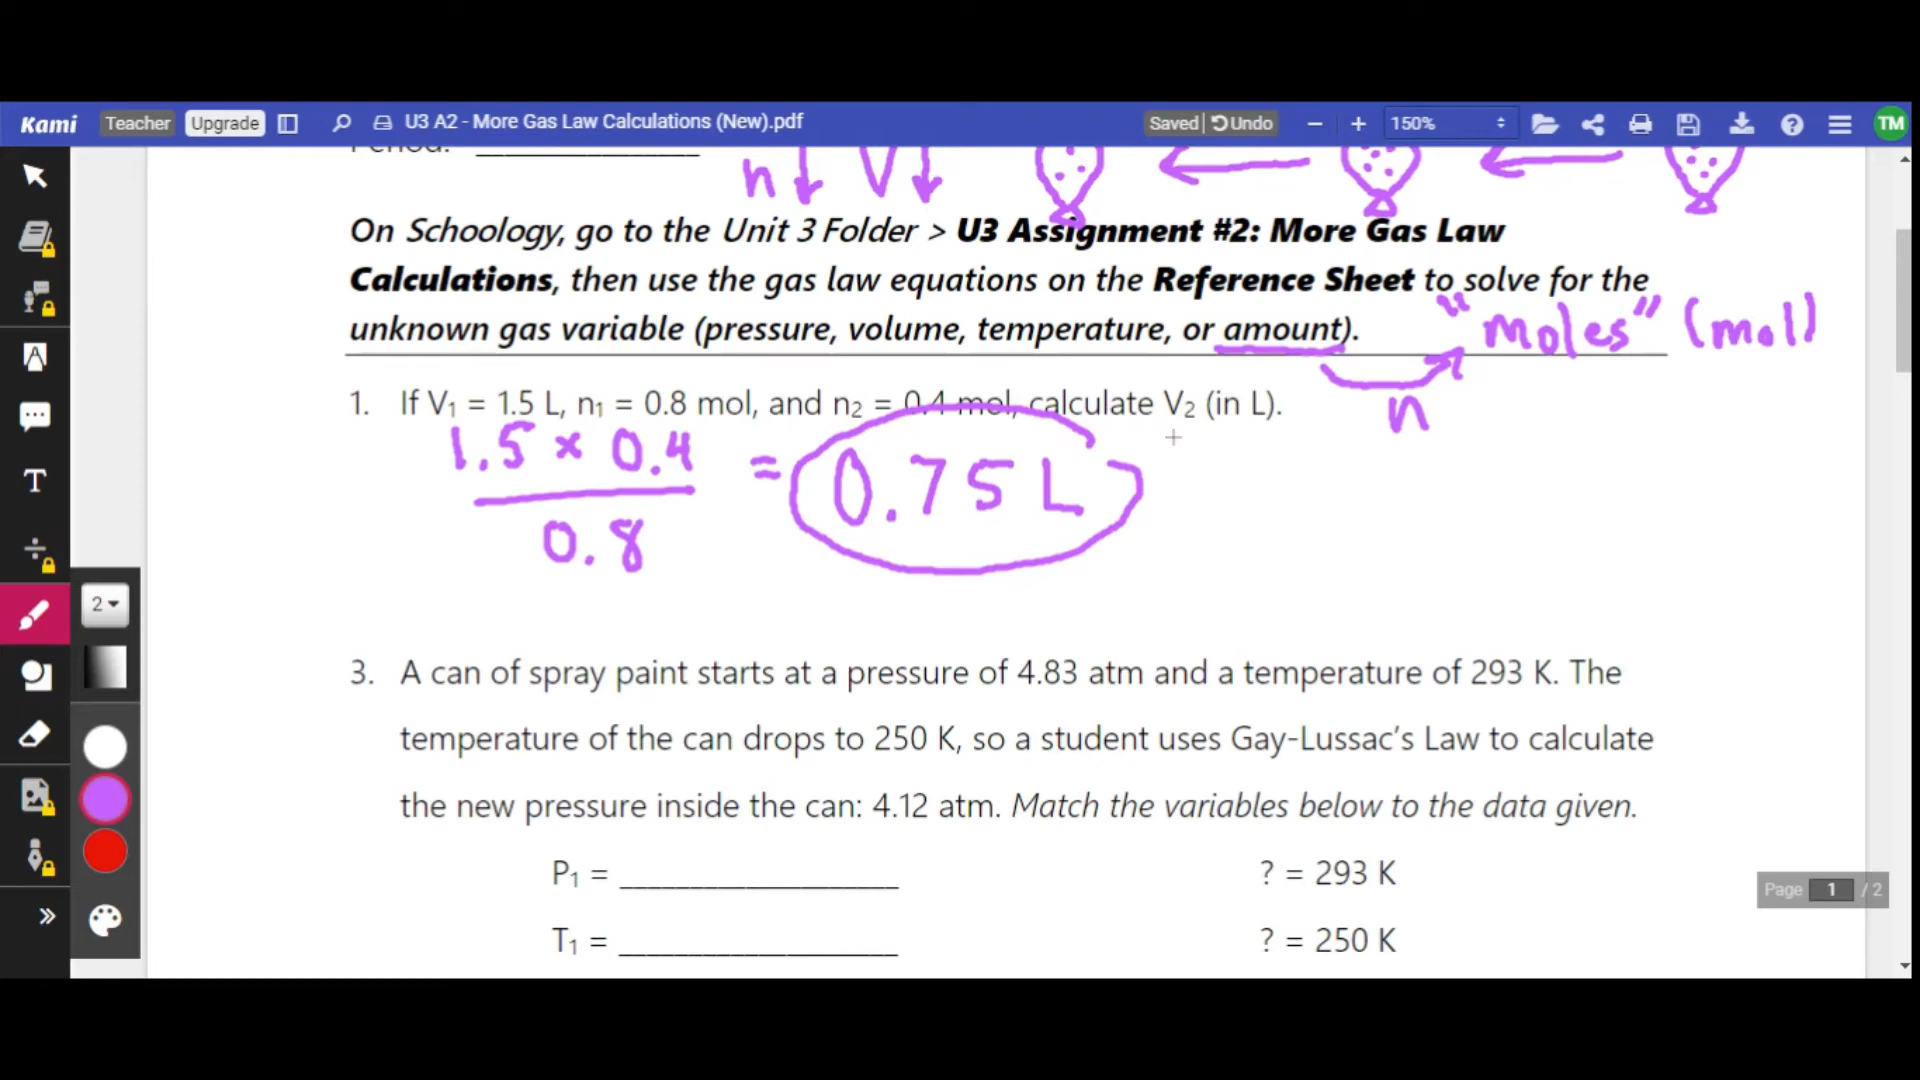 Kami Teacher Upgrade U3 A2 - More Gas Law Calculations (New).pdf Saved Undo 150% TM
Period: _______________
n V
On Schoology, go to the Unit 3 Folder > U3 Assignment #2: More Gas Law
Calculations, then use the gas law equations on the Reference Sheet to solve for the
unknown gas variable (pressure, volume, temperature, or amount).
"Moles" (mol)
n
1. If V₁ = 1.5 L, n₁ = 0.8 mol, and n₂ = 0.4 mol, calculate V₂ (in L).
1.5 × 0.4
= 0.75 L
0.8
2
3. A can of spray paint starts at a pressure of 4.83 atm and a temperature of 293 K. The
temperature of the can drops to 250 K, so a student uses Gay-Lussac's Law to calculate
the new pressure inside the can: 4.12 atm. Match the variables below to the data given.
P₁ = ____________________ ? = 293 K
Page 1 / 2
T₁ = ____________________ ? = 250 K